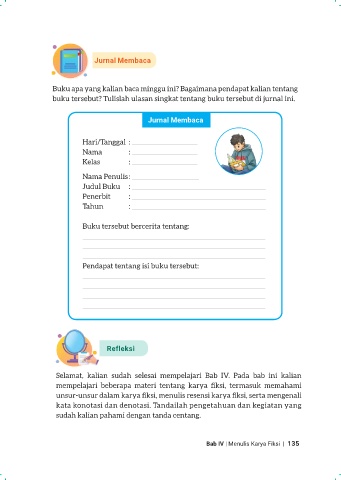 Jurnal Membaca
Buku apa yang kalian baca minggu ini? Bagaimana pendapat kalian tentang
buku tersebut? Tulislah ulasan singkat tentang buku tersebut di jurnal ini.
Jurnal Membaca
Hari/Tanggal :
Nama :
Kelas :
Nama Penulis:
Judul Buku :
Penerbit :
Tahun :
Buku tersebut bercerita tentang:
Pendapat tentang isi buku tersebut:
Refleksi
Selamat, kalian sudah selesai mempelajari Bab IV. Pada bab ini kalian
mempelajari beberapa materi tentang karya fiksi, termasuk memahami
unsur-unsur dalam karya fiksi, menulis resensi karya fiksi, serta mengenali
kata konotasi dan denotasi. Tandailah pengetahuan dan kegiatan yang
sudah kalian pahami dengan tanda centang.
Bab IV | Menulis Karya Fiksi | 135